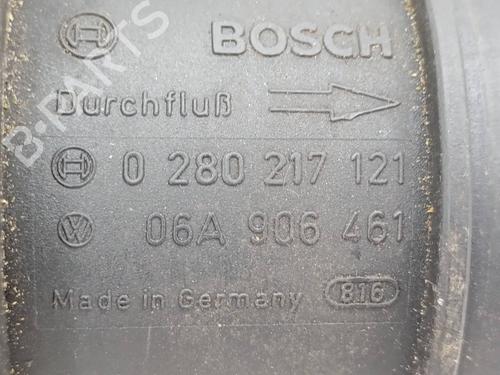 BOSCH
Durchfluß
0 280 217 121
06A 906 461
Made in Germany 816
B-PARTS